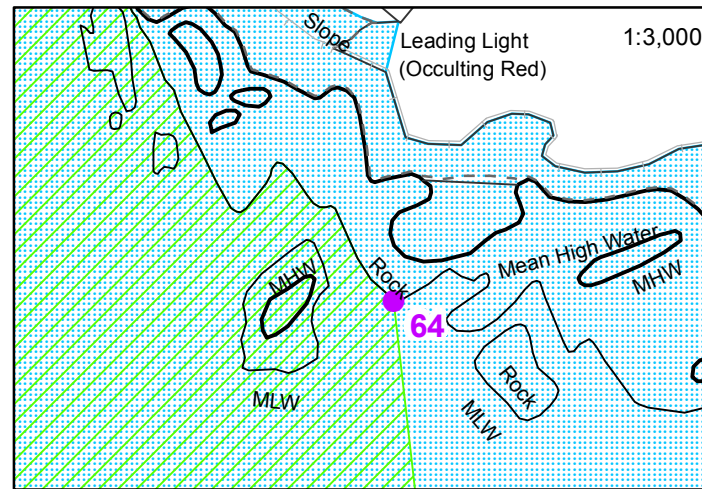 Slope
Leading Light
(Occulting Red)
1:3,000
Mean High Water
MHW
Rock
MHW
64
Rock
MLW
MLW